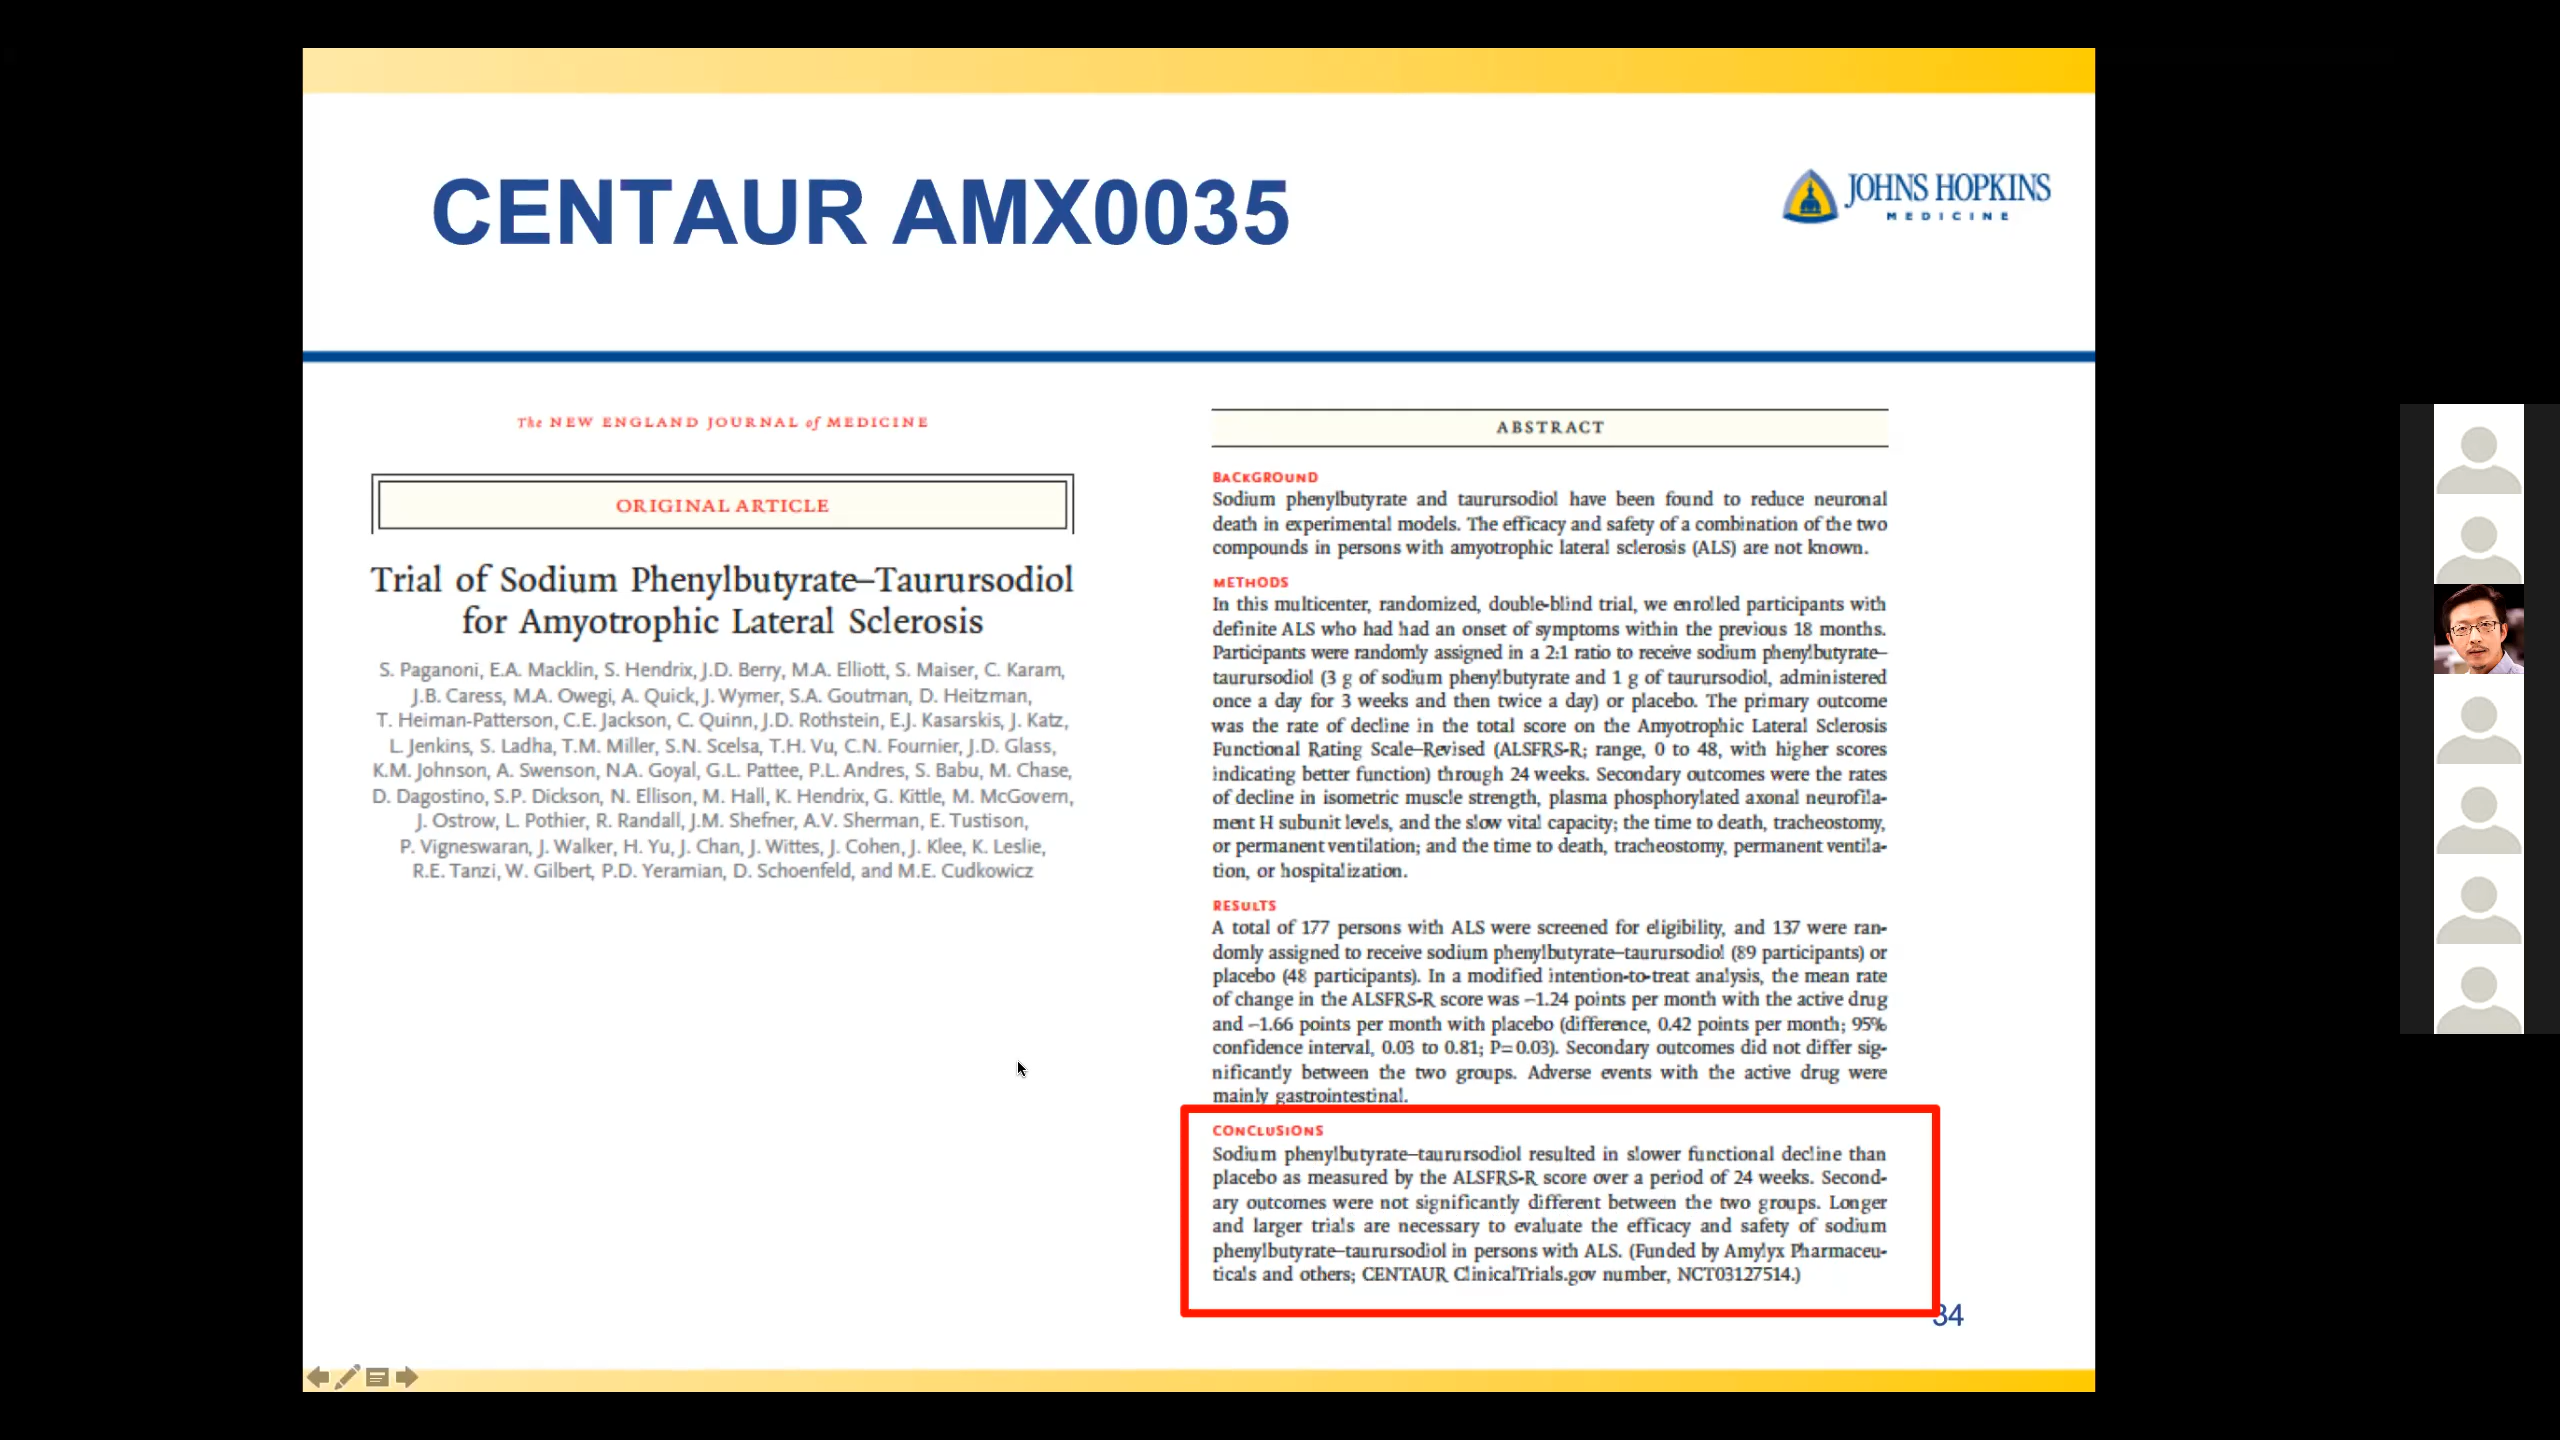 CENTAUR AMX0035
JOHNS HOPKINS
MEDICINE
The NEW ENGLAND JOURNAL of MEDICINE
ORIGINAL ARTICLE
Trial of Sodium Phenylbutyrate–Taurursodiol
for Amyotrophic Lateral Sclerosis
S. Paganoni, E.A. Macklin, S. Hendrix, J.D. Berry, M.A. Elliott, S. Maiser, C. Karam,
J.B. Caress, M.A. Owegi, A. Quick, J. Wymer, S.A. Goutman, D. Heitzman,
T. Heiman-Patterson, C.E. Jackson, C. Quinn, J.D. Rothstein, E.J. Kasarskis, J. Katz,
L. Jenkins, S. Ladha, T.M. Miller, S.N. Scelsa, T.H. Vu, C.N. Fournier, J.D. Glass,
K.M. Johnson, A. Swenson, N.A. Goyal, G.L. Pattee, P.L. Andres, S. Babu, M. Chase,
D. Dagostino, S.P. Dickson, N. Ellison, M. Hall, K. Hendrix, G. Kittle, M. McGovern,
J. Ostrow, L. Pothier, R. Randall, J.M. Shefner, A.V. Sherman, E. Tustison,
P. Vigneswaran, J. Walker, H. Yu, J. Chan, J. Wittes, J. Cohen, J. Klee, K. Leslie,
R.E. Tanzi, W. Gilbert, P.D. Yeramian, D. Schoenfeld, and M.E. Cudkowicz
ABSTRACT
BACKGROUND
Sodium phenylbutyrate and taurursodiol have been found to reduce neuronal
death in experimental models. The efficacy and safety of a combination of the two
compounds in persons with amyotrophic lateral sclerosis (ALS) are not known.
METHODS
In this multicenter, randomized, double-blind trial, we enrolled participants with
definite ALS who had had an onset of symptoms within the previous 18 months.
Participants were randomly assigned in a 2:1 ratio to receive sodium phenylbutyrate–
taurursodiol (3 g of sodium phenylbutyrate and 1 g of taurursodiol, administered
once a day for 3 weeks and then twice a day) or placebo. The primary outcome
was the rate of decline in the total score on the Amyotrophic Lateral Sclerosis
Functional Rating Scale–Revised (ALSFRS-R; range, 0 to 48, with higher scores
indicating better function) through 24 weeks. Secondary outcomes were the rates
of decline in isometric muscle strength, plasma phosphorylated axonal neurofila-
ment H subunit levels, and the slow vital capacity; the time to death, tracheostomy,
or permanent ventilation; and the time to death, tracheostomy, permanent ventila-
tion, or hospitalization.
RESULTS
A total of 177 persons with ALS were screened for eligibility, and 137 were ran-
domly assigned to receive sodium phenylbutyrate–taurursodiol (89 participants) or
placebo (48 participants). In a modified intention-to-treat analysis, the mean rate
of change in the ALSFRS-R score was −1.24 points per month with the active drug
and −1.66 points per month with placebo (difference, 0.42 points per month; 95%
confidence interval, 0.03 to 0.81; P=0.03). Secondary outcomes did not differ sig-
nificantly between the two groups. Adverse events with the active drug were
mainly gastrointestinal.
CONCLUSIONS
Sodium phenylbutyrate–taurursodiol resulted in slower functional decline than
placebo as measured by the ALSFRS-R score over a period of 24 weeks. Second-
ary outcomes were not significantly different between the two groups. Longer
and larger trials are necessary to evaluate the efficacy and safety of sodium
phenylbutyrate–taurursodiol in persons with ALS. (Funded by Amylyx Pharmaceu-
ticals and others; CENTAUR ClinicalTrials.gov number, NCT03127514.)
34